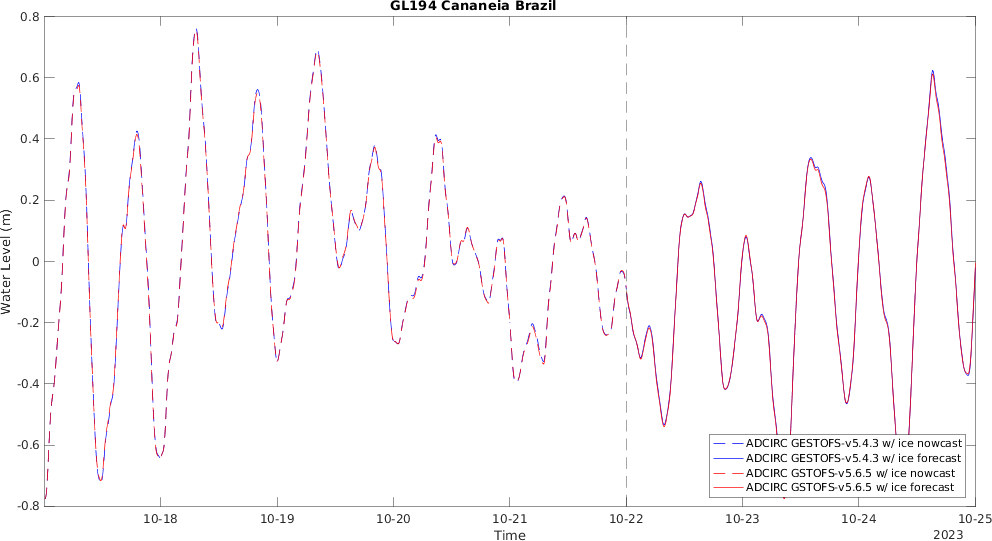 GL194 Cananeia Brazil
0.8
0.6
0.4
0.2
0
-0.2
-0.4
-0.6
-0.8
Water Level (m)
ADCIRC GESTOFS-v5.4.3 w/ ice nowcast
ADCIRC GESTOFS-v5.4.3 w/ ice forecast
ADCIRC GSTOFS-v5.6.5 w/ ice nowcast
ADCIRC GSTOFS-v5.6.5 w/ ice forecast
10-18 10-19 10-20 10-21 10-22 10-23 10-24 10-25
Time
2023